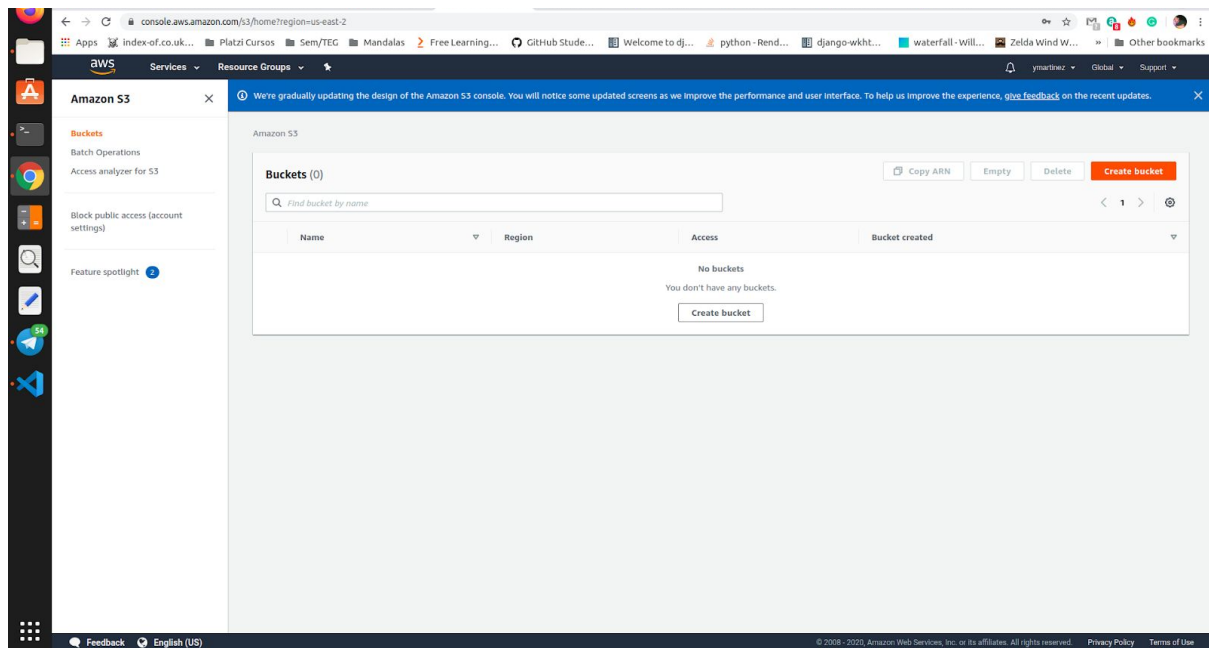 console.aws.amazon.com/s3/home?region=us-east-2
Apps index-of.co.uk... Platzi Cursos Sem/TEG Mandalas Free Learning... GitHub Stude... Welcome to dj... python - Rend... django-wkht... waterfall - Will... Zelda Wind W... » Other bookmarks
aws Services Resource Groups ymartinez Global Support
Amazon S3
We're gradually updating the design of the Amazon S3 console. You will notice some updated screens as we improve the performance and user interface. To help us improve the experience, give feedback on the recent updates.
Buckets
Batch Operations
Access analyzer for S3
Block public access (account
settings)
Feature spotlight 2
Amazon S3
Buckets (0)
Copy ARN Empty Delete Create bucket
Find bucket by name
1
Name Region Access Bucket created
No buckets
You don't have any buckets.
Create bucket
54
Feedback English (US)
© 2008 - 2020, Amazon Web Services, Inc. or its affiliates. All rights reserved. Privacy Policy Terms of Use